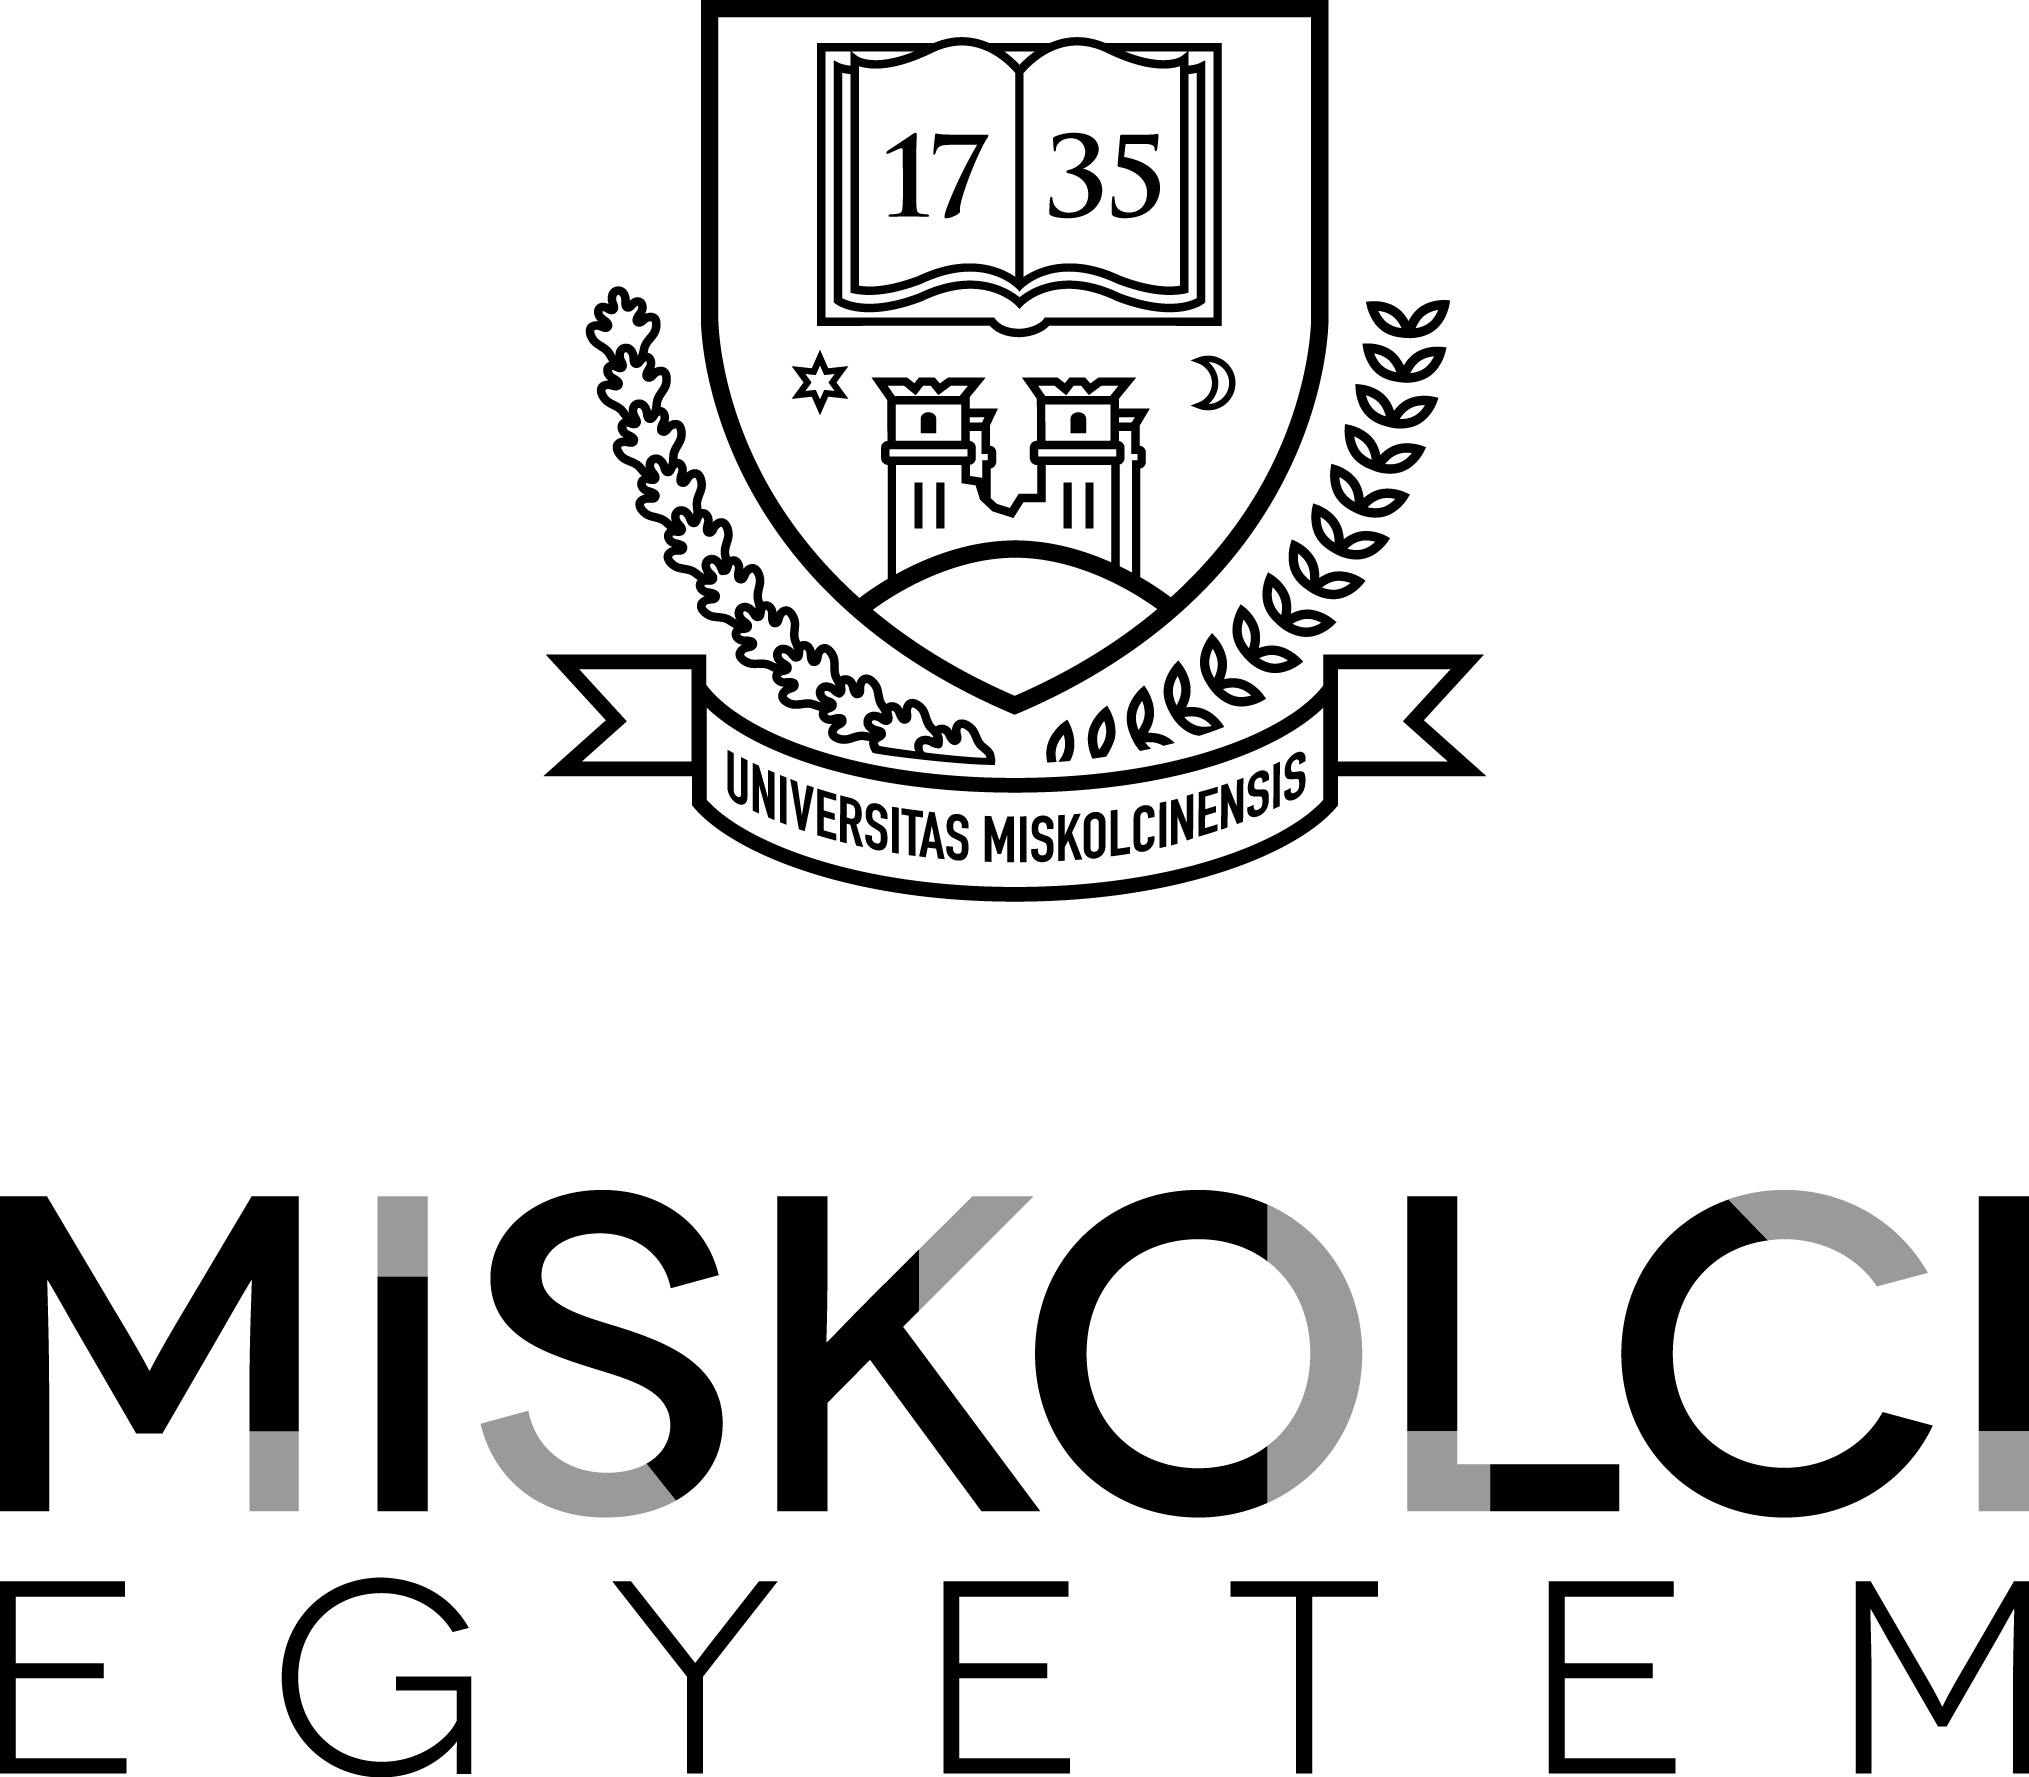 17 35
UNIVERSITAS MISKOLCINENSIS
MISKOLCI
EGYETEM